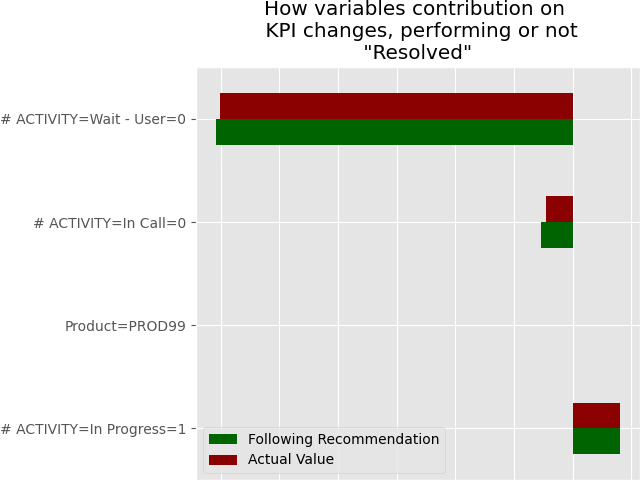 How variables contribution on
KPI changes, performing or not
"Resolved"
# ACTIVITY=Wait - User=0
# ACTIVITY=In Call=0
Product=PROD99
# ACTIVITY=In Progress=1
Following Recommendation
Actual Value